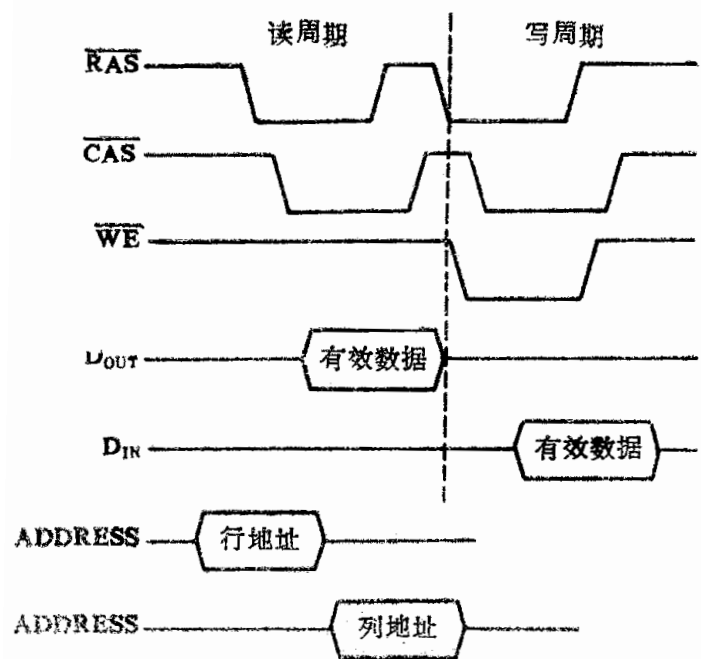 读周期 写周期
RAS
CAS
WE
DOUT 有效数据
DIN 有效数据
ADDRESS 行地址
ADDRESS 列地址